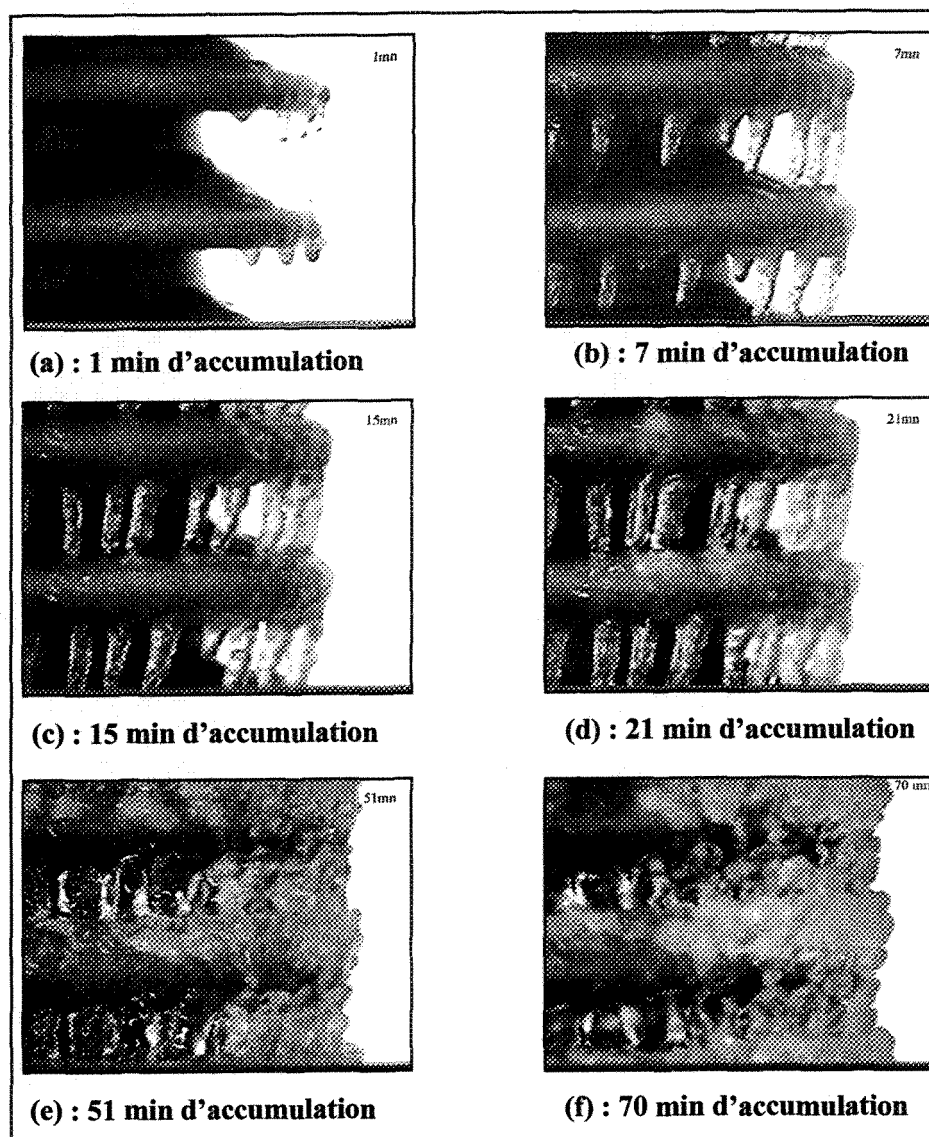 1mn
7mn
(a) : 1 min d'accumulation
(b) : 7 min d'accumulation
15mn
21mn
(c) : 15 min d'accumulation
(d) : 21 min d'accumulation
51mn
70 mn
(e) : 51 min d'accumulation
(f) : 70 min d'accumulation